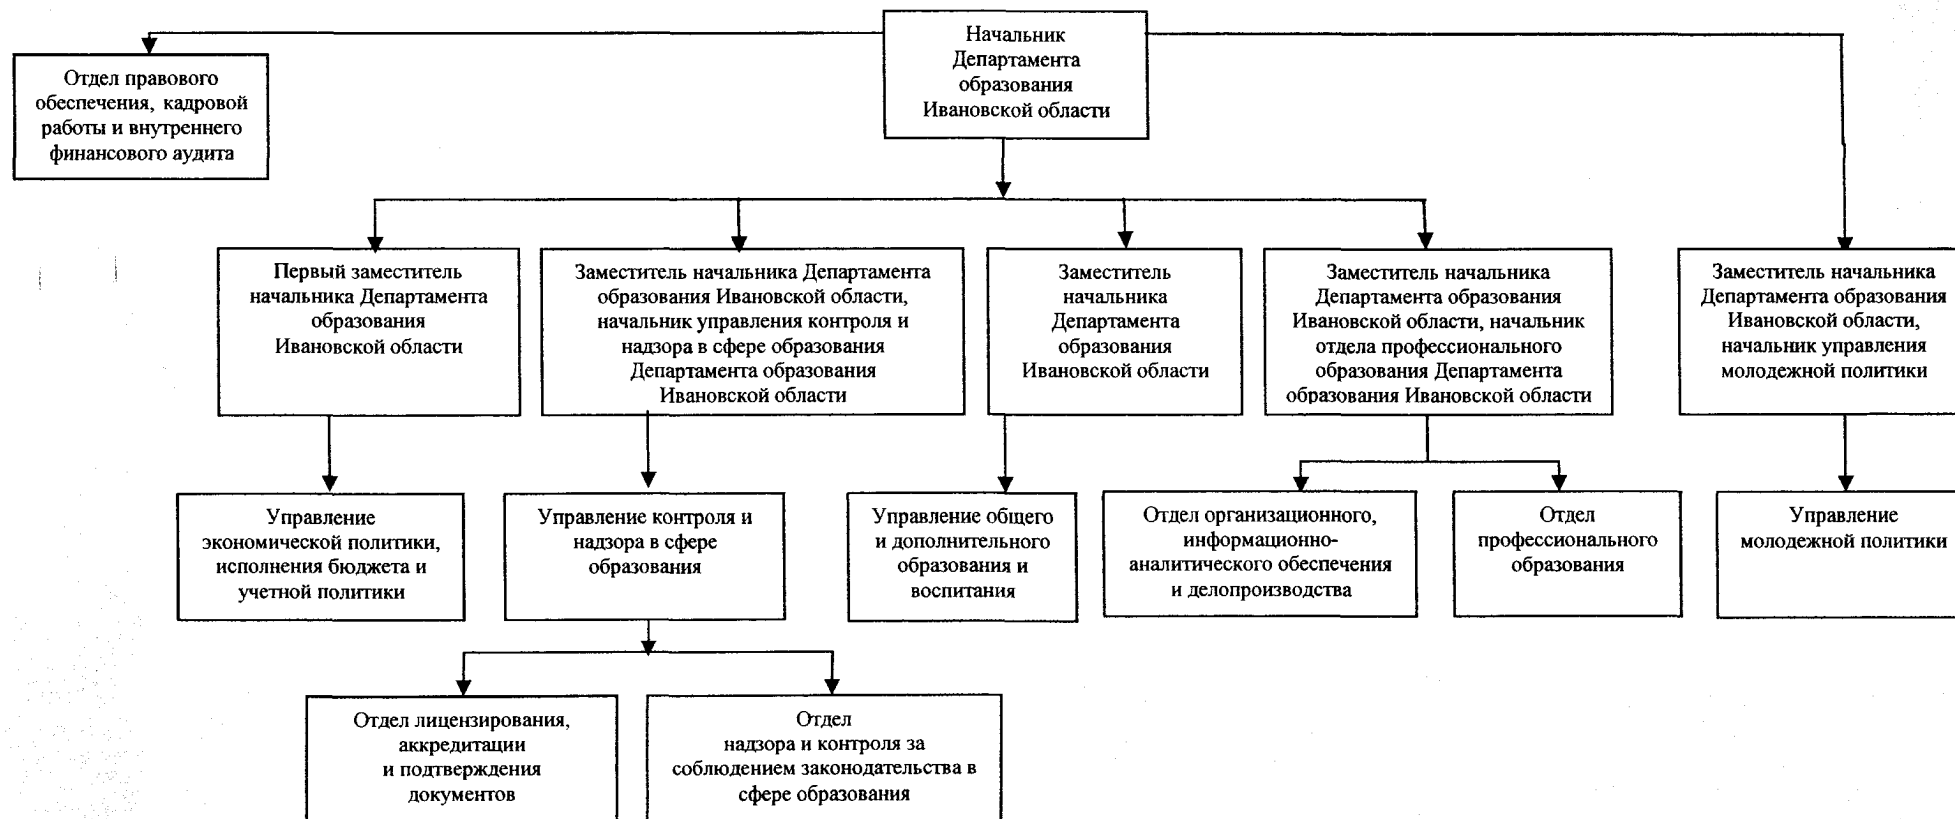 Начальник
Департамента
образования
Ивановской области
Отдел правового
обеспечения, кадровой
работы и внутреннего
финансового аудита
Первый заместитель
начальника Департамента
образования
Ивановской области
Заместитель начальника Департамента
образования Ивановской области,
начальник управления контроля и
надзора в сфере образования
Департамента образования
Ивановской области
Заместитель
начальника
Департамента
образования
Ивановской области
Заместитель начальника
Департамента образования
Ивановской области, начальник
отдела профессионального
образования Департамента
образования Ивановской области
Заместитель начальника
Департамента образования
Ивановской области,
начальник управления
молодежной политики
Управление
экономической политики,
исполнения бюджета и
учетной политики
Управление контроля и
надзора в сфере
образования
Управление общего
и дополнительного
образования и
воспитания
Отдел организационного,
информационно-
аналитического обеспечения
и делопроизводства
Отдел
профессионального
образования
Управление
молодежной политики
Отдел лицензирования,
аккредитации
и подтверждения
документов
Отдел
надзора и контроля за
соблюдением законодательства в
сфере образования